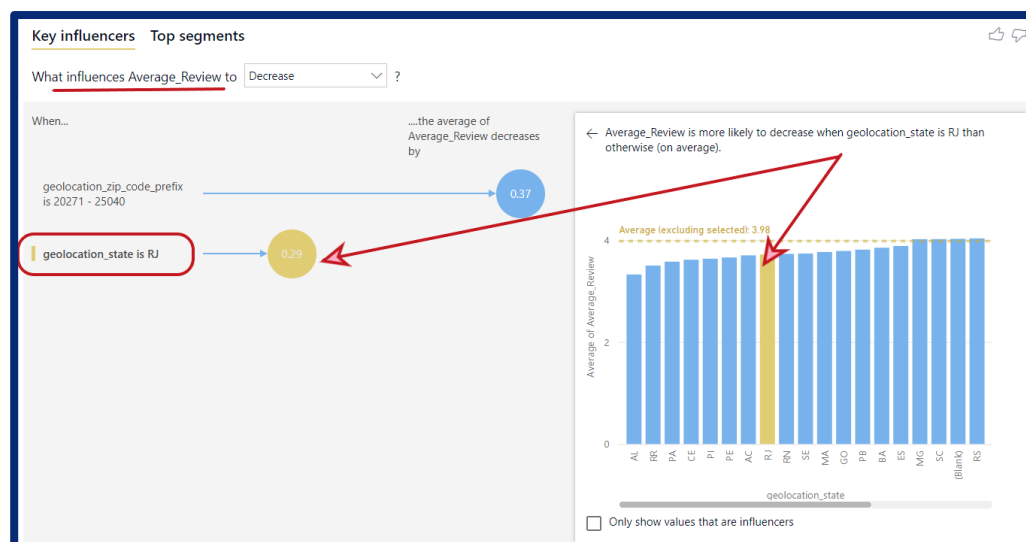 Key influencers Top segments
What influences Average_Review to Decrease ?
When...
....the average of
Average_Review decreases
by
geolocation_zip_code_prefix
is 20271 - 25040
0.37
geolocation_state is RJ
0.29
Average_Review is more likely to decrease when geolocation_state is RJ than
otherwise (on average).
Average (excluding selected): 3.98
Average of Average_Review
4
2
0
AL RR PA CE PI PE AC RJ RN SE MA GO PB BA ES MG SC (Blank) RS
geolocation_state
Only show values that are influencers